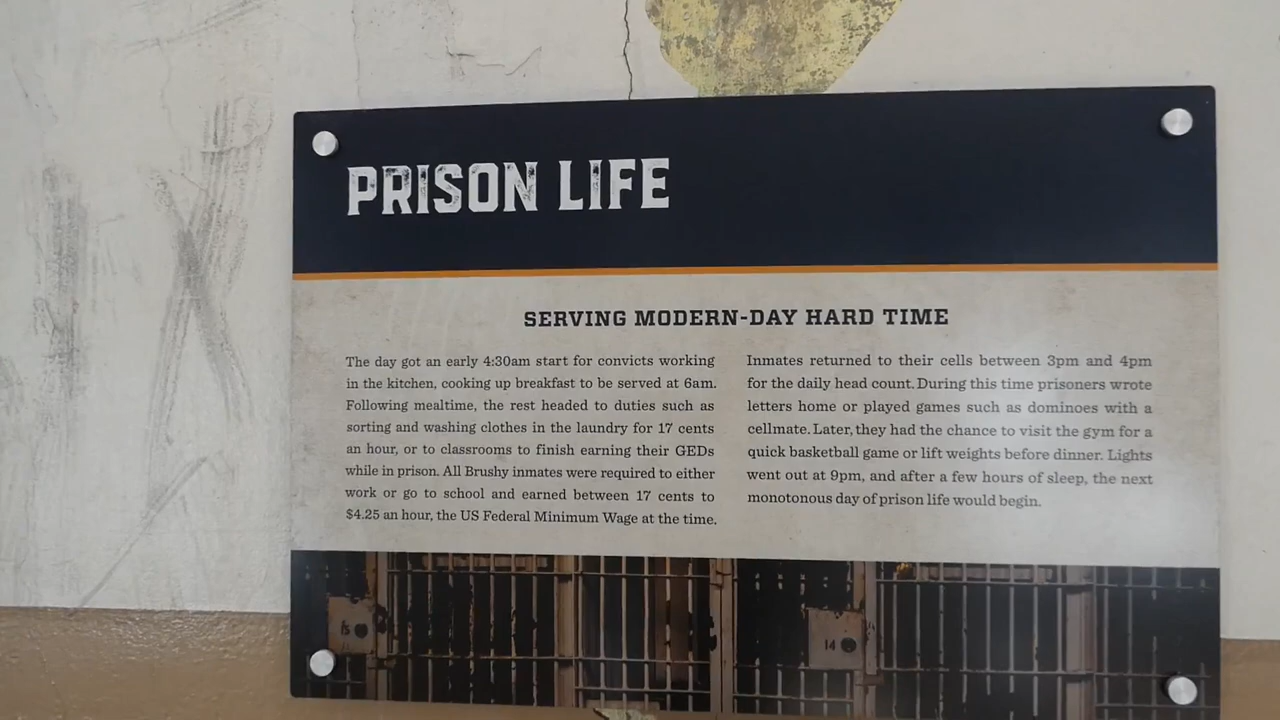 PRISON LIFE
SERVING MODERN-DAY HARD TIME
The day got an early 4:30am start for convicts working
in the kitchen, cooking up breakfast to be served at 6am.
Following mealtime, the rest headed to duties such as
sorting and washing clothes in the laundry for 17 cents
an hour, or to classrooms to finish earning their GEDs
while in prison. All Brushy inmates were required to either
work or go to school and earned between 17 cents to
$4.25 an hour, the US Federal Minimum Wage at the time.
Inmates returned to their cells between 3pm and 4pm
for the daily head count. During this time prisoners wrote
letters home or played games such as dominoes with a
cellmate. Later, they had the chance to visit the gym for a
quick basketball game or lift weights before dinner. Lights
went out at 9pm, and after a few hours of sleep, the next
monotonous day of prison life would begin.
15
14